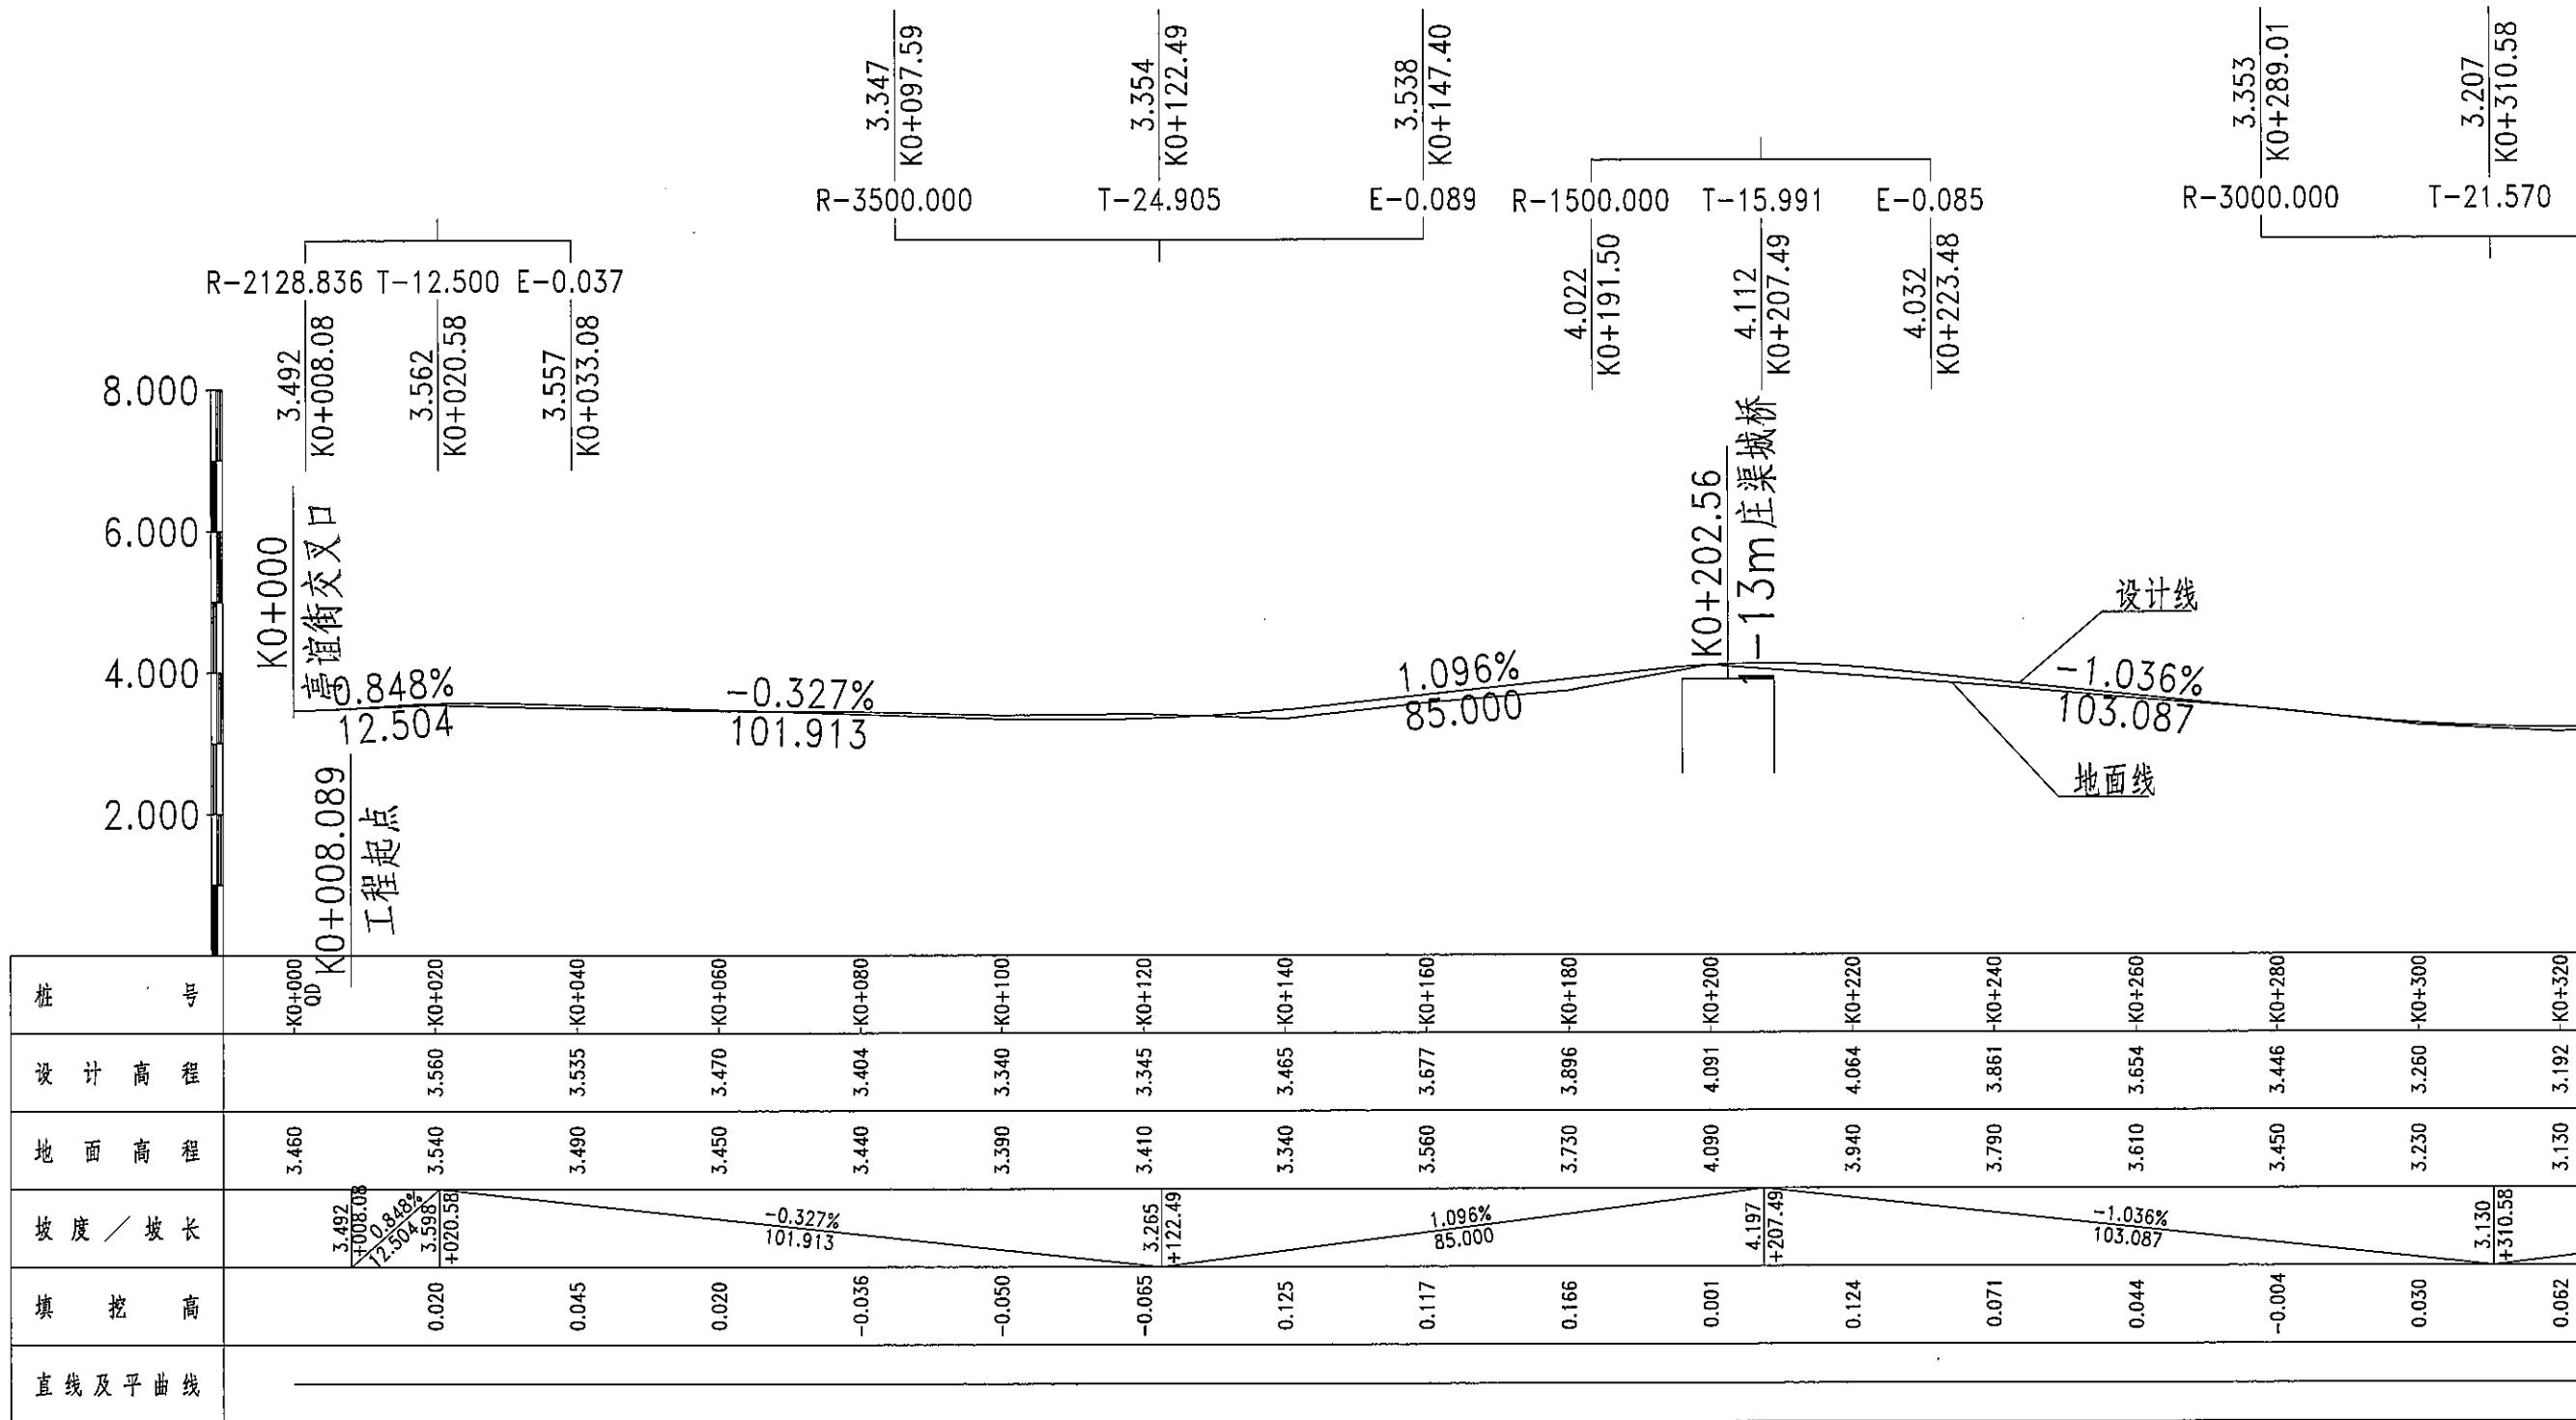 3.347
K0+097.59
3.354
K0+122.49
3.538
K0+147.40
3.353
K0+289.01
3.207
K0+310.58
R-3500.000 T-24.905 E-0.089
R-1500.000 T-15.991 E-0.085
R-3000.000 T-21.570
4.022
K0+191.50
4.112
K0+207.49
4.032
K0+223.48
R-2128.836 T-12.500 E-0.037
3.492
K0+008.08
3.562
K0+020.58
3.557
K0+033.08
8.000
6.000
4.000
2.000
K0+000
高谊街交叉口
K0+202.56
1-13m庄渠城桥
设计线
地面线
0.848%
12.504
-0.327%
101.913
1.096%
85.000
-1.036%
103.087
K0+008.089
工程起点
桩号 K0+000 QD K0+020 K0+040 K0+060 K0+080 K0+100 K0+120 K0+140 K0+160 K0+180 K0+200 K0+220 K0+240 K0+260 K0+280 K0+300 K0+320
设计高程 3.560 3.535 3.470 3.404 3.340 3.345 3.465 3.677 3.896 4.091 4.064 3.861 3.654 3.446 3.260 3.192
地面高程 3.460 3.540 3.490 3.450 3.440 3.390 3.410 3.340 3.560 3.730 4.090 3.940 3.790 3.610 3.450 3.230 3.130
坡度/坡长
3.492
+008.08
0.848%
12.504
3.598
+020.58
-0.327%
101.913
3.265
+122.49
1.096%
85.000
4.197
+207.49
-1.036%
103.087
3.130
+310.58
填挖高 0.020 0.045 0.020 -0.036 -0.050 -0.065 0.125 0.117 0.166 0.001 0.124 0.071 0.044 -0.004 0.030 0.062
直线及平曲线